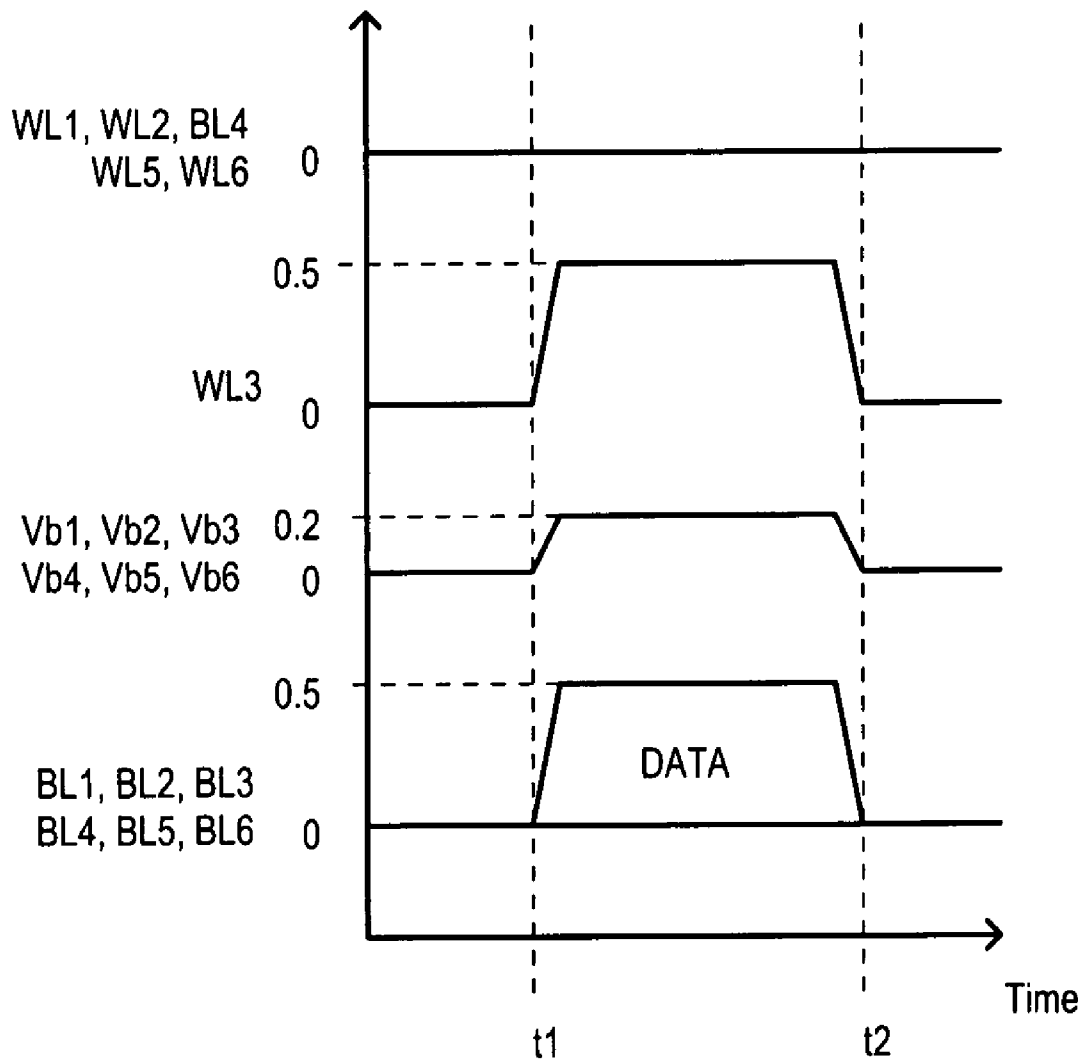 WL1, WL2, BL4
WL5, WL6
0
0.5
WL3
0
Vb1, Vb2, Vb3
0.2
Vb4, Vb5, Vb6
0
0.5
DATA
BL1, BL2, BL3
BL4, BL5, BL6
0
Time
t1
t2